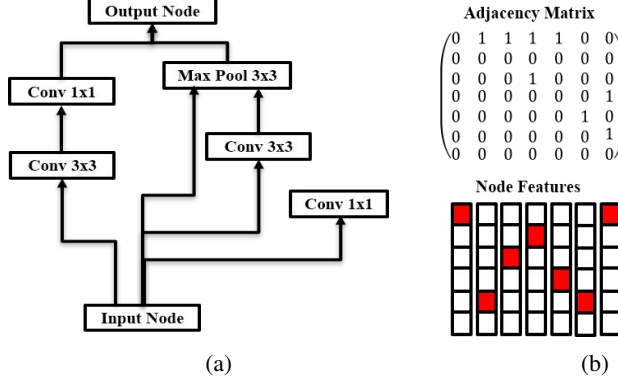 Output Node
Max Pool 3x3
Conv 1x1
Conv 3x3
Conv 3x3
Conv 1x1
Input Node
(a)
Adjacency Matrix
0 1 1 1 1 0 0
0 0 0 0 0 0 0
0 0 0 1 0 0 0
0 0 0 0 0 0 1
0 0 0 0 0 1 0
0 0 0 0 0 0 1
0 0 0 0 0 0 0
Node Features
(b)